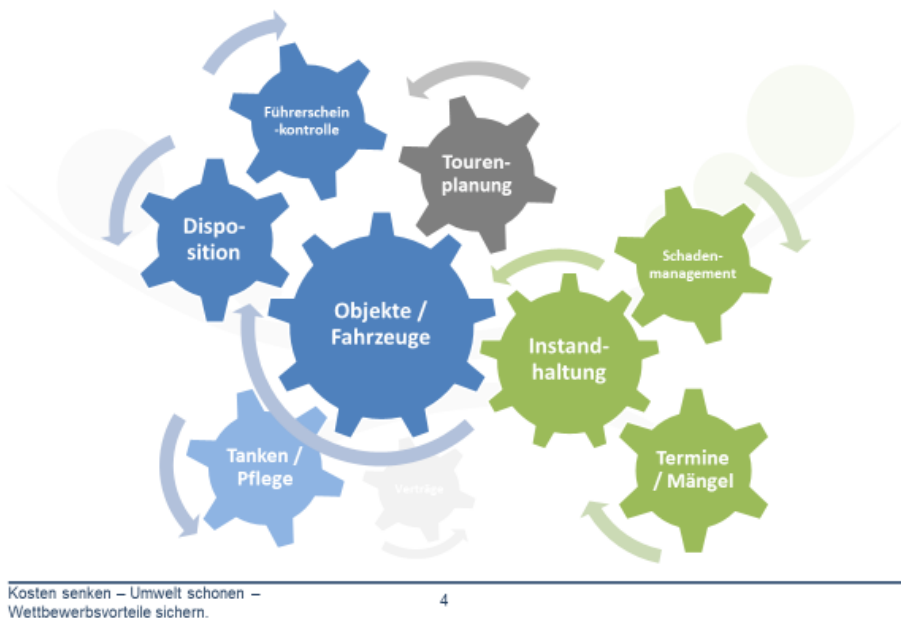 Führerschein
-kontrolle
Touren-
planung
Dispo-
sition
Schaden-
management
Objekte /
Fahrzeuge
Instand-
haltung
Tanken /
Pflege
Termine
/ Mängel
Verträge
Kosten senken – Umwelt schonen –
Wettbewerbsvorteile sichern.
4